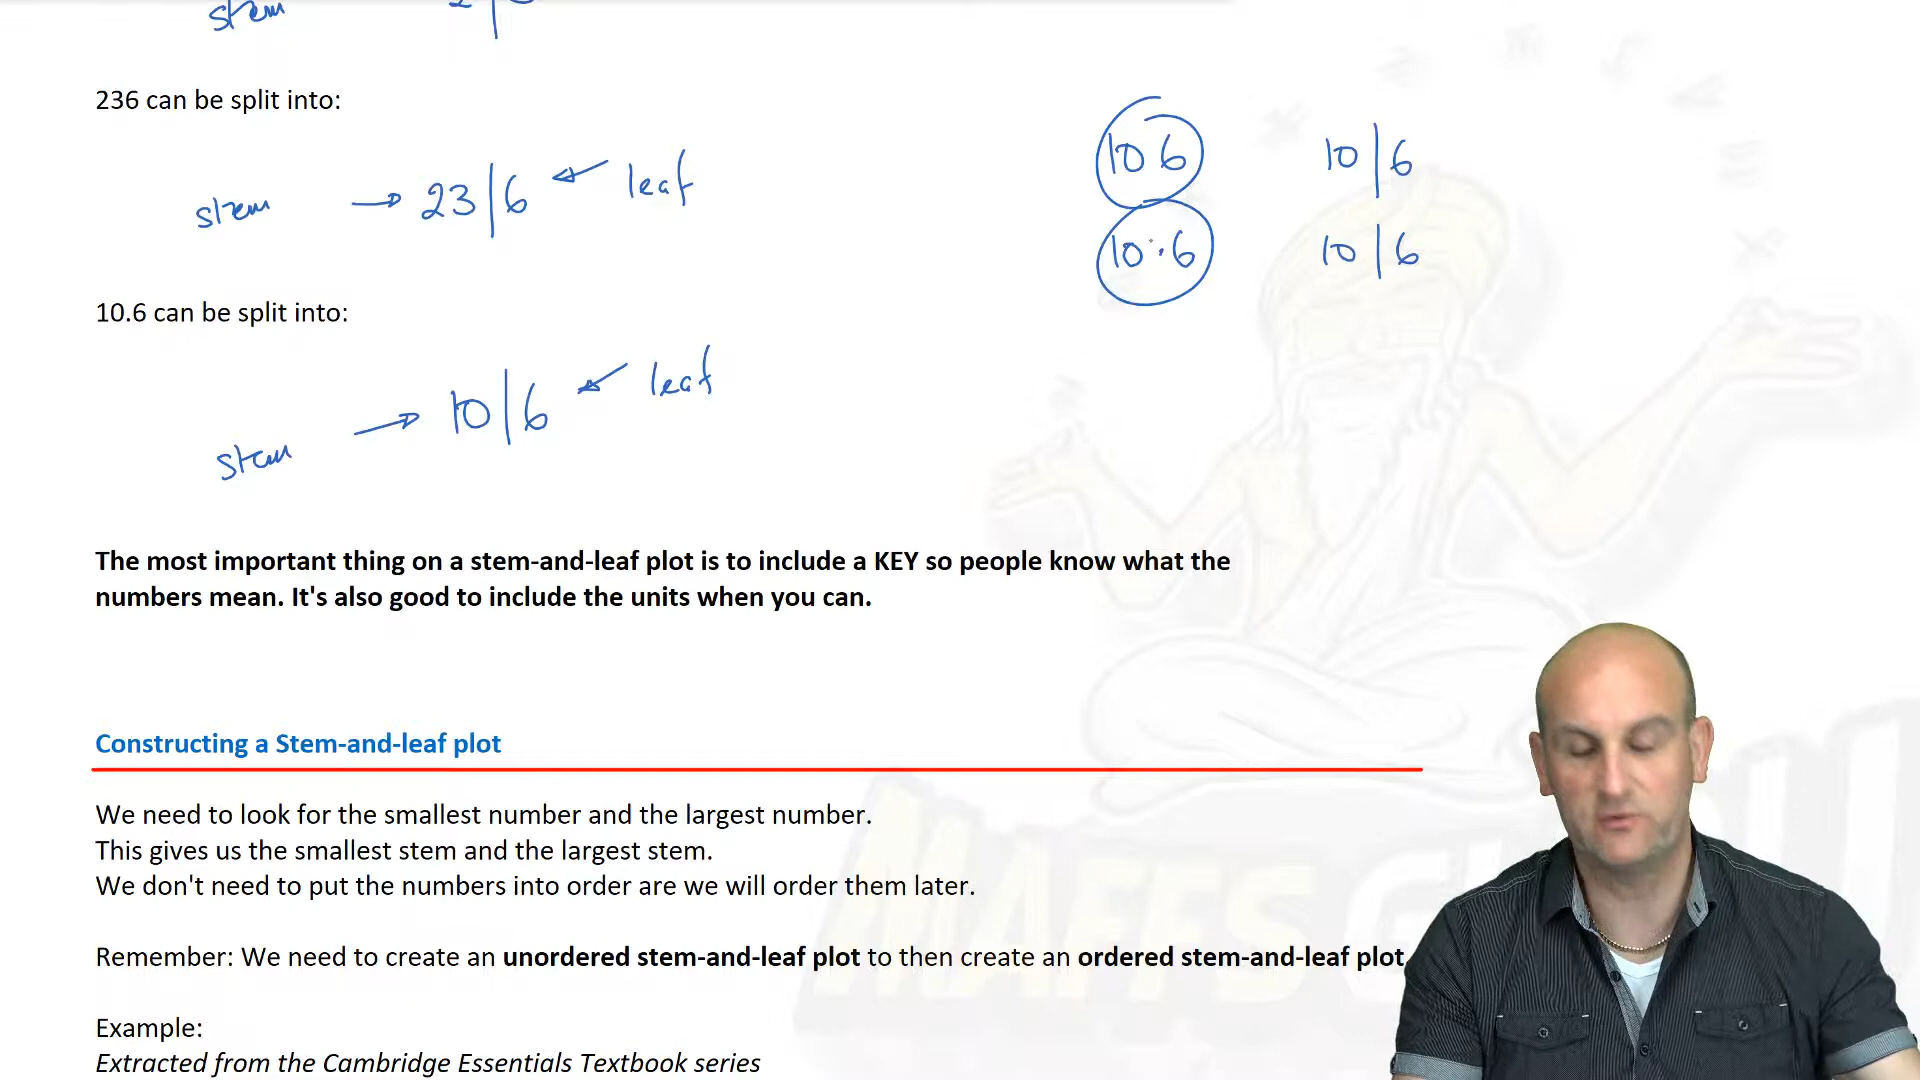 stem
236 can be split into:
stem → 23|6 ← leaf
106 10|6
10.6 10|6
10.6 can be split into:
stem → 10|6 ← leaf
The most important thing on a stem-and-leaf plot is to include a KEY so people know what the
numbers mean. It's also good to include the units when you can.
Constructing a Stem-and-leaf plot
We need to look for the smallest number and the largest number.
This gives us the smallest stem and the largest stem.
We don't need to put the numbers into order are we will order them later.
Remember: We need to create an unordered stem-and-leaf plot to then create an ordered stem-and-leaf plot.
Example:
Extracted from the Cambridge Essentials Textbook series
MAFFS G